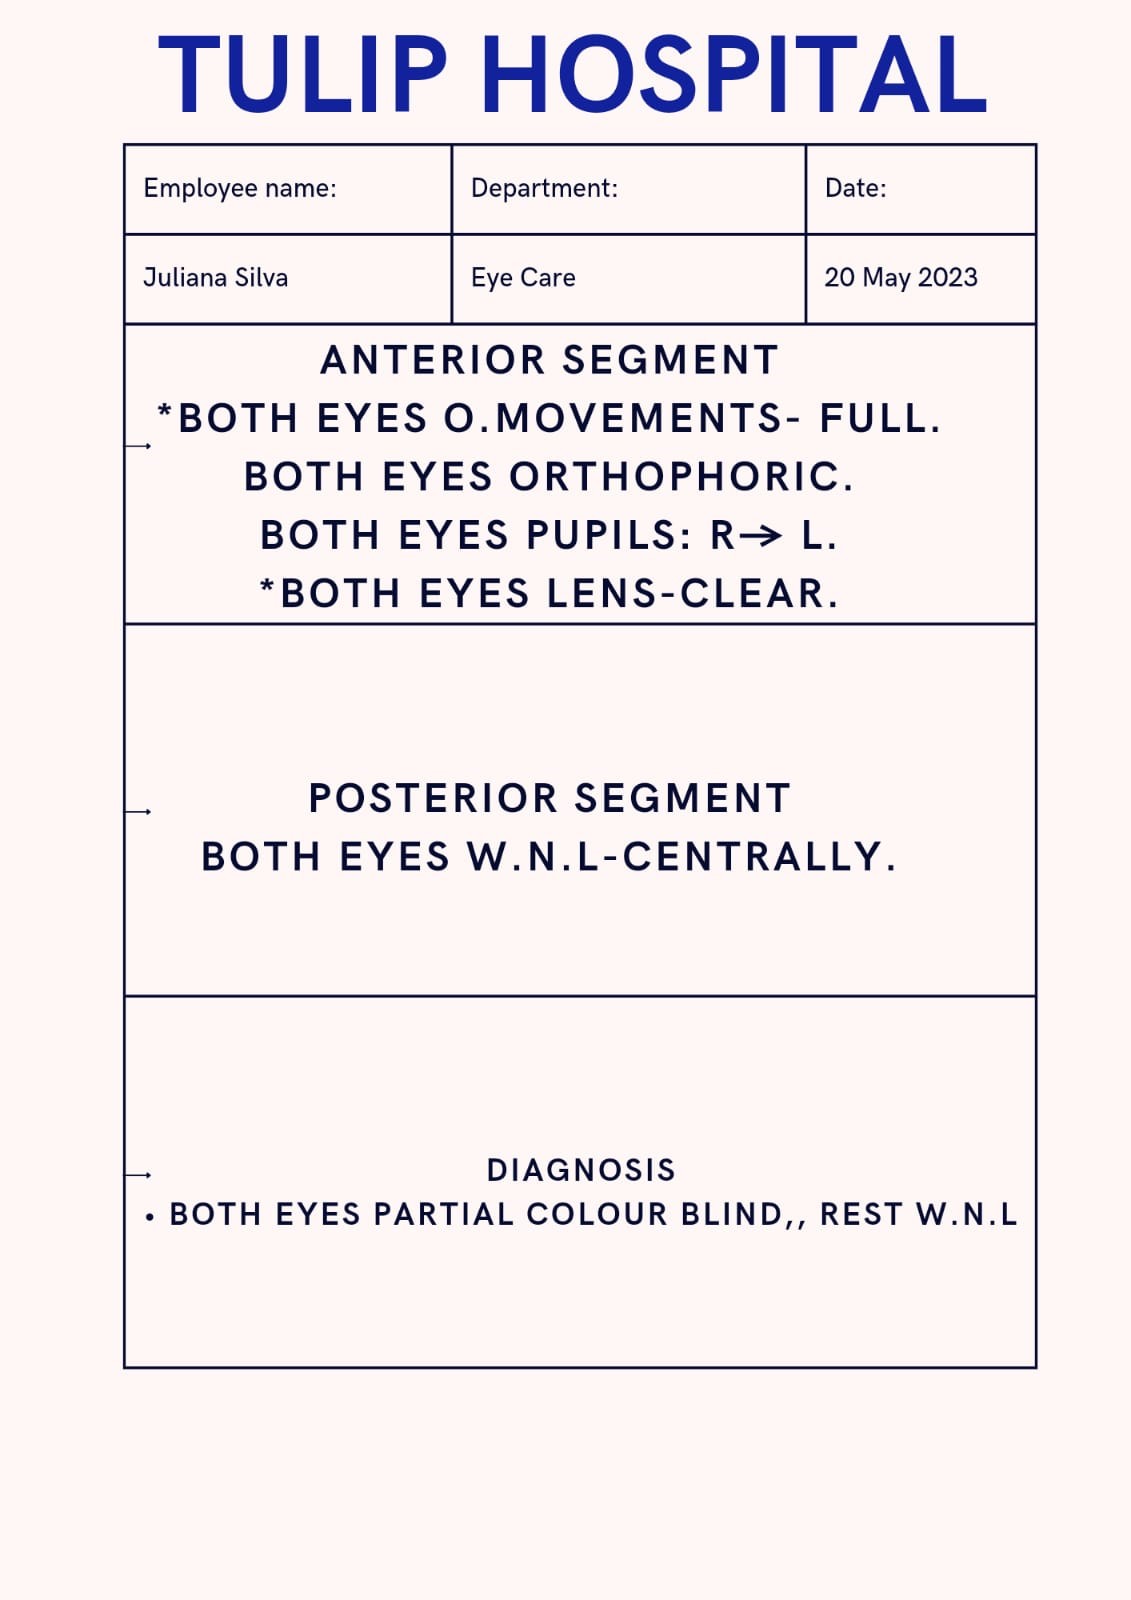 TULIP HOSPITAL
Employee name: Department: Date:
Juliana Silva Eye Care 20 May 2023
ANTERIOR SEGMENT
*BOTH EYES O.MOVEMENTS- FULL.
BOTH EYES ORTHOPHORIC.
BOTH EYES PUPILS: R→ L.
*BOTH EYES LENS-CLEAR.
POSTERIOR SEGMENT
BOTH EYES W.N.L-CENTRALLY.
DIAGNOSIS
• BOTH EYES PARTIAL COLOUR BLIND,, REST W.N.L